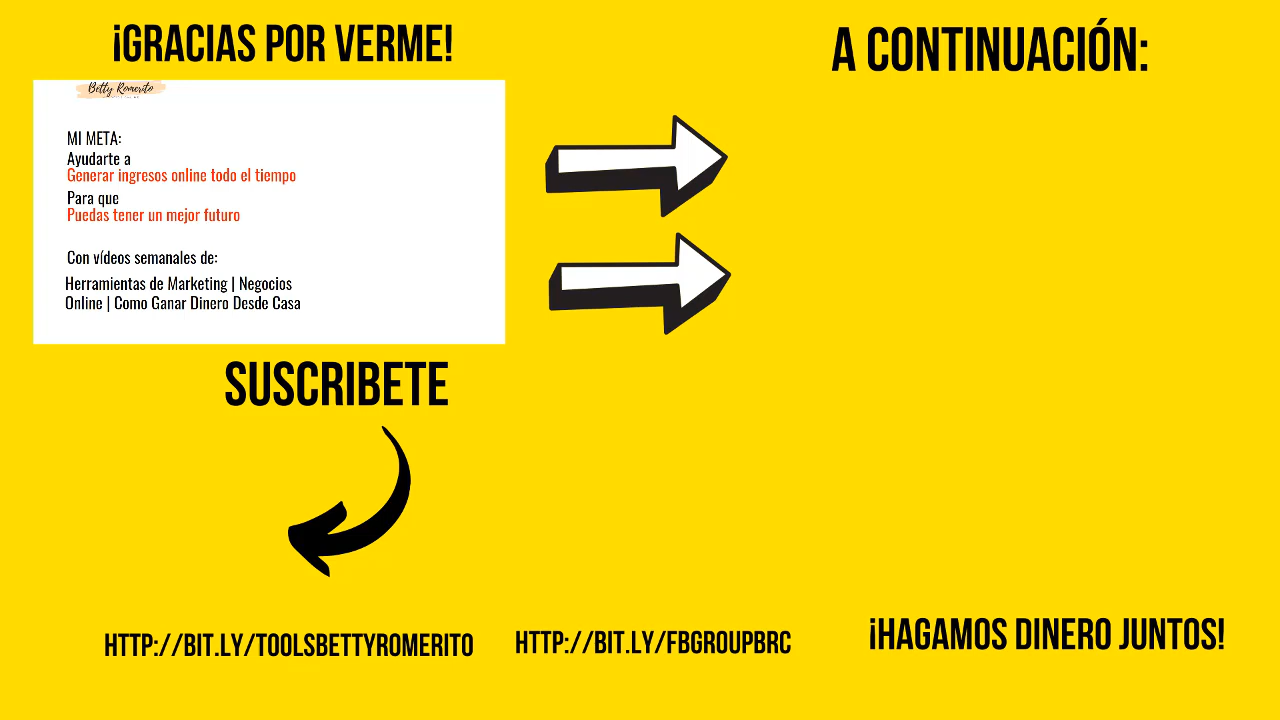 ¡GRACIAS POR VERME!
A CONTINUACIÓN:
Betty Romerito
MI META:
Ayudarte a
Generar ingresos online todo el tiempo
Para que
Puedas tener un mejor futuro
Con vídeos semanales de:
Herramientas de Marketing | Negocios
Online | Como Ganar Dinero Desde Casa
SUSCRIBETE
HTTP://BIT.LY/TOOLSBETTYROMERITO
HTTP://BIT.LY/FBGROUPBRC
¡HAGAMOS DINERO JUNTOS!